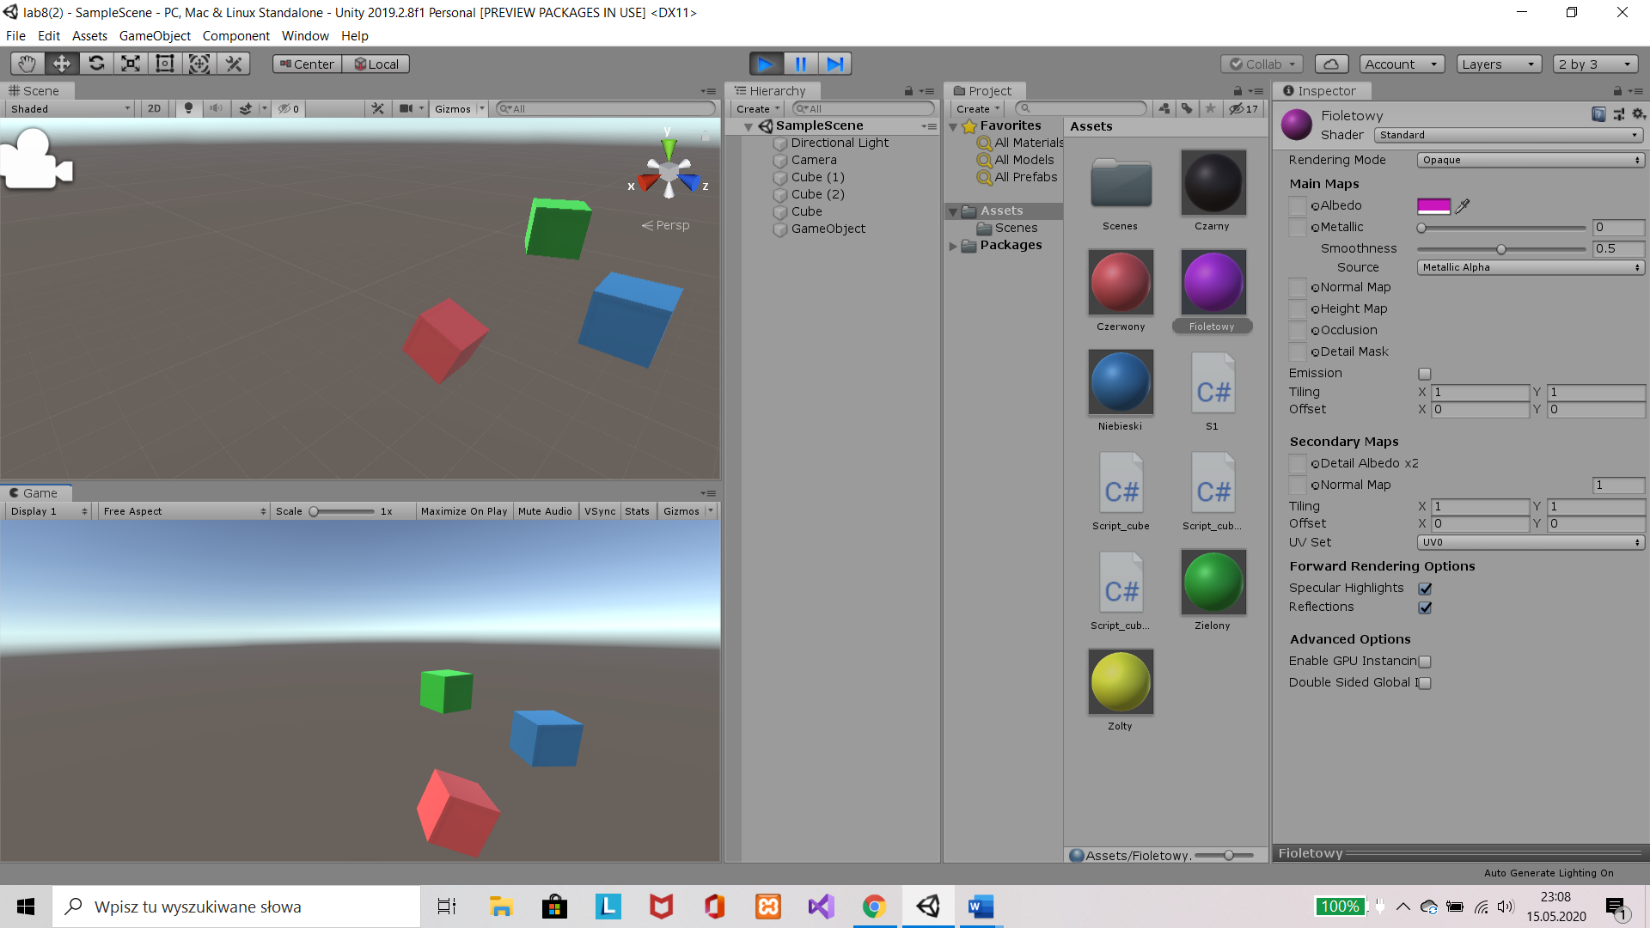 lab8(2) - SampleScene - PC, Mac & Linux Standalone - Unity 2019.2.8f1 Personal [PREVIEW PACKAGES IN USE] <DX11>
File Edit Assets GameObject Component Window Help
Center Local
Collab
Account
Layers
2 by 3
Scene
Shaded 2D 0 Gizmos All
y
x z
Persp
Game
Display 1 Free Aspect Scale 1x Maximize On Play Mute Audio VSync Stats Gizmos
Hierarchy
Create All
SampleScene
Directional Light
Camera
Cube (1)
Cube (2)
Cube
GameObject
Project
Create 17
Favorites
All Materials
All Models
All Prefabs
Assets
Scenes
Packages
Assets
Scenes
Czarny
Czerwony
Fioletowy
Niebieski
C#
S1
C#
Script_cube
C#
Script_cub...
C#
Script_cub...
Zielony
Zolty
Assets/Fioletowy.
Inspector
Fioletowy
Shader Standard
Rendering Mode Opaque
Main Maps
Albedo
Metallic 0
Smoothness 0.5
Source Metallic Alpha
Normal Map
Height Map
Occlusion
Detail Mask
Emission
Tiling X 1 Y 1
Offset X 0 Y 0
Secondary Maps
Detail Albedo x2
Normal Map 1
Tiling X 1 Y 1
Offset X 0 Y 0
UV Set UV0
Forward Rendering Options
Specular Highlights
Reflections
Advanced Options
Enable GPU Instancin
Double Sided Global I
Fioletowy
Auto Generate Lighting On
Wpisz tu wyszukiwane słowa
L
W
100%
23:08
15.05.2020
1